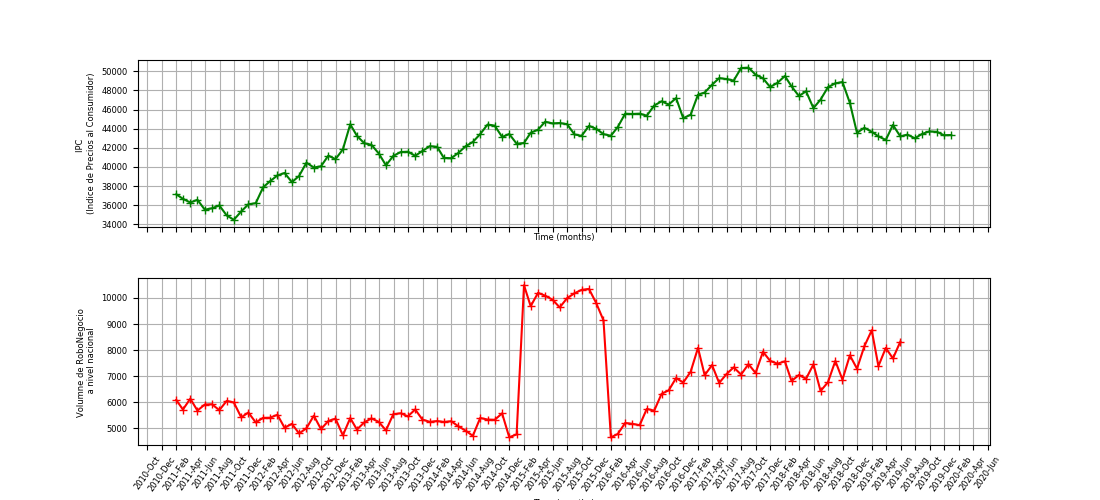 50000
48000
46000
44000
42000
40000
38000
36000
34000
IPC
(Indice de Precios al Consumidor)
Time (months)
10000
9000
8000
7000
6000
5000
Volumne de RoboNegocio
a nivel nacional
2010-Oct
2010-Dec
2011-Feb
2011-Apr
2011-Jun
2011-Aug
2011-Oct
2011-Dec
2012-Feb
2012-Apr
2012-Jun
2012-Aug
2012-Oct
2012-Dec
2013-Feb
2013-Apr
2013-Jun
2013-Aug
2013-Oct
2013-Dec
2014-Feb
2014-Apr
2014-Jun
2014-Aug
2014-Oct
2014-Dec
2015-Feb
2015-Apr
2015-Jun
2015-Aug
2015-Oct
2015-Dec
2016-Feb
2016-Apr
2016-Jun
2016-Aug
2016-Oct
2016-Dec
2017-Feb
2017-Apr
2017-Jun
2017-Aug
2017-Oct
2017-Dec
2018-Feb
2018-Apr
2018-Jun
2018-Aug
2018-Oct
2018-Dec
2019-Feb
2019-Apr
2019-Jun
2019-Aug
2019-Oct
2019-Dec
2020-Feb
2020-Apr
2020-Jun